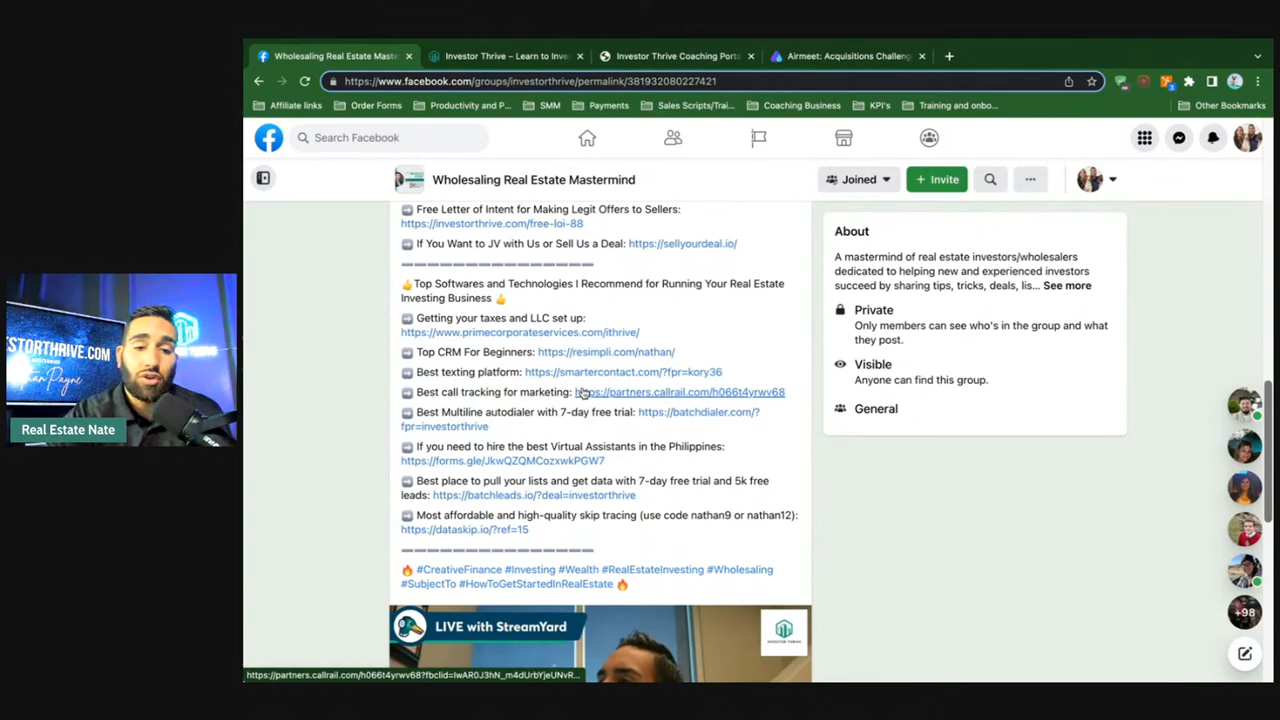 Wholesaling Real Estate Maste
Investor Thrive – Learn to Inve
Investor Thrive Coaching Porta
Airmeet: Acquisitions Challeng
https://www.facebook.com/groups/investorthrive/permalink/381932080227421
Affiliate links
Order Forms
Productivity and P...
SMM
Payments
Sales Scripts/Trai...
Coaching Business
KPI's
Training and onbo...
Other Bookmarks
Search Facebook
Wholesaling Real Estate Mastermind
Joined
+ Invite
Free Letter of Intent for Making Legit Offers to Sellers:
https://investorthrive.com/free-loi-88
If You Want to JV with Us or Sell Us a Deal: https://sellyourdeal.io/
👍Top Softwares and Technologies I Recommend for Running Your Real Estate
Investing Business 👍
Getting your taxes and LLC set up:
https://www.primecorporateservices.com/ithrive/
Top CRM For Beginners: https://resimpli.com/nathan/
Best texting platform: https://smartercontact.com/?fpr=kory36
Best call tracking for marketing: https://partners.callrail.com/h066t4yrwv68
Best Multiline autodialer with 7-day free trial: https://batchdialer.com/?
fpr=investorthrive
If you need to hire the best Virtual Assistants in the Philippines:
https://forms.gle/JkwQZQMCozxwkPGW7
Best place to pull your lists and get data with 7-day free trial and 5k free
leads: https://batchleads.io/?deal=investorthrive
Most affordable and high-quality skip tracing (use code nathan9 or nathan12):
https://dataskip.io/?ref=15
🔥 #CreativeFinance #Investing #Wealth #RealEstateInvesting #Wholesaling
#SubjectTo #HowToGetStartedInRealEstate 🔥
LIVE with StreamYard
INVESTOR THRIVE
About
A mastermind of real estate investors/wholesalers
dedicated to helping new and experienced investors
succeed by sharing tips, tricks, deals, lis... See more
Private
Only members can see who's in the group and what
they post.
Visible
Anyone can find this group.
General
+98
https://partners.callrail.com/h066t4yrwv68?fbclid=IwAR0J3hN_m4dUrbYjeUNvR...
Real Estate Nate